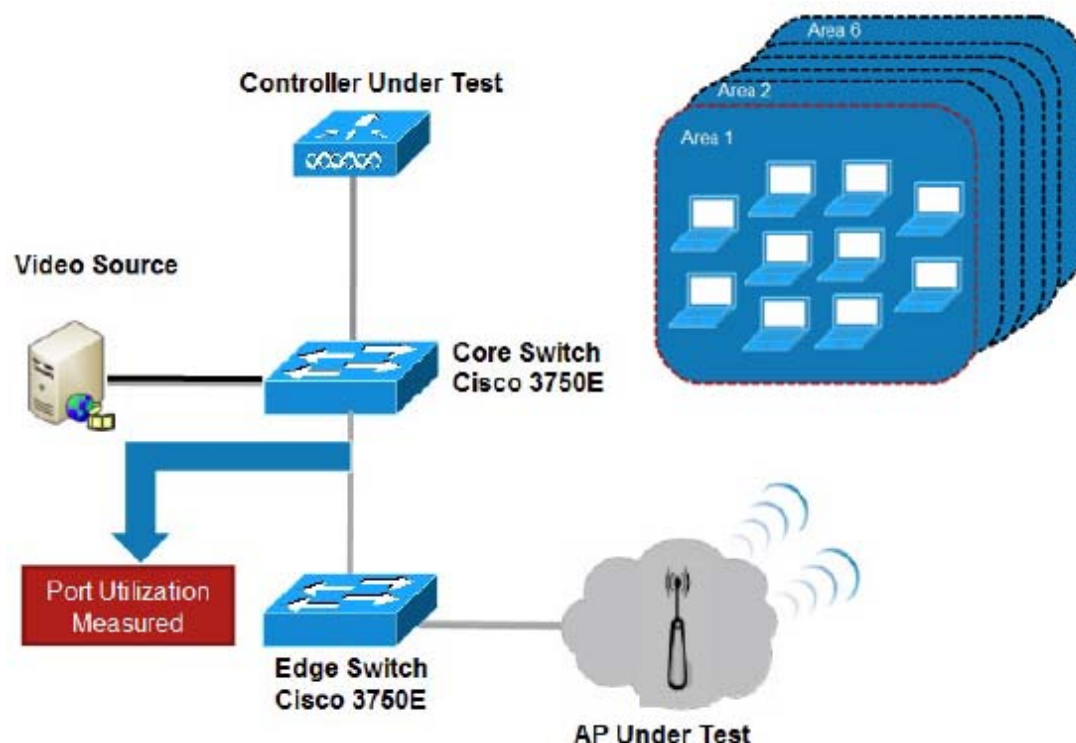 Controller Under Test
Area 6
Area 2
Area 1
Video Source
Core Switch
Cisco 3750E
Port Utilization
Measured
Edge Switch
Cisco 3750E
AP Under Test